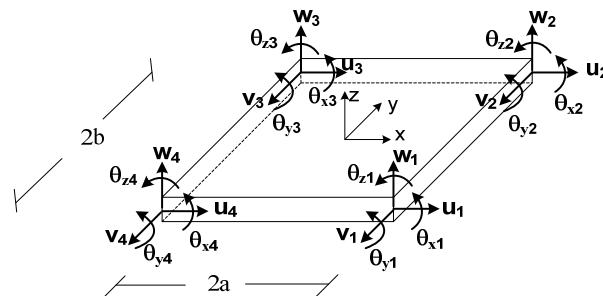 w₃ w₂
θz3 θz2
u₃ u₂
v₃ z v₂
θx3 y θx2
θy3 x θy2
2b
w₄ w₁
θz4 θz1
u₄ u₁
v₄ v₁
θy4 θx4 θy1 θx1
2a